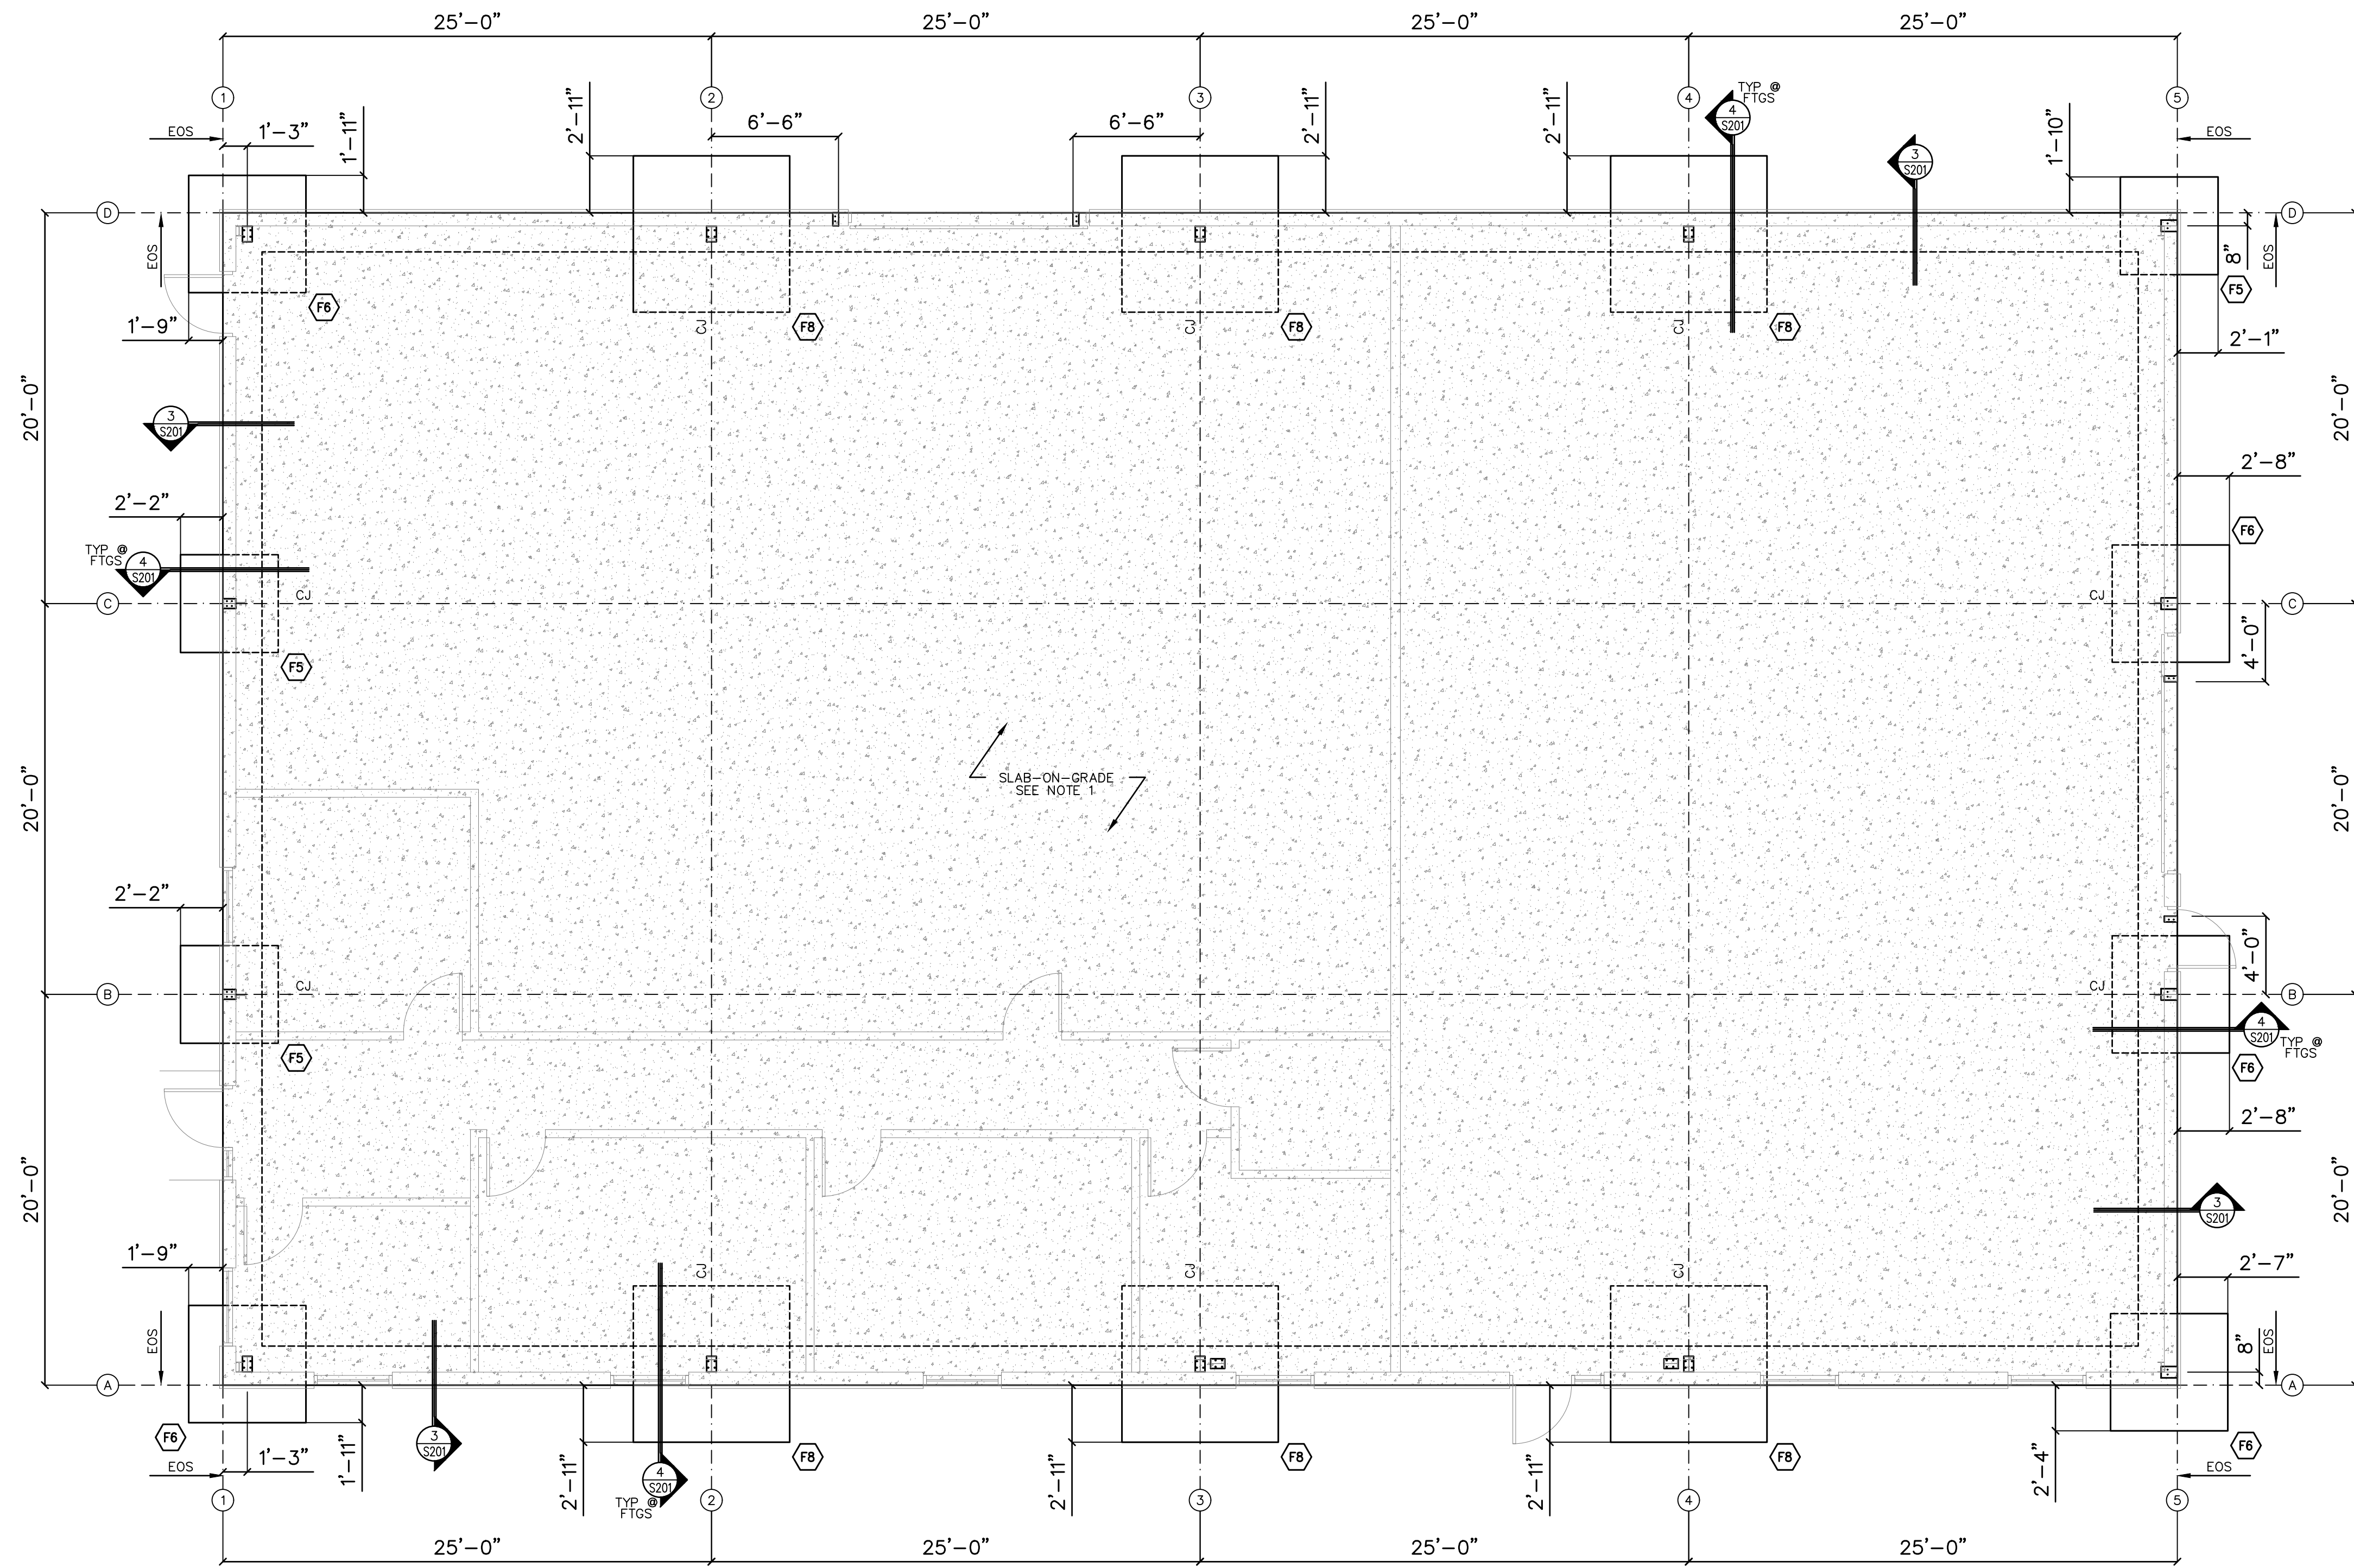 25'-0" 25'-0" 25'-0" 25'-0"
1 2 3 4 5
TYP @
FTGS
4
S201
3
S201
EOS 1'-3" 1'-11" 2'-11" 6'-6" 6'-6" 2'-11" 2'-11" 1'-10" EOS
D D
EOS 8" EOS
F6 F5
1'-9" CJ F8 CJ F8 CJ F8 2'-1"
20'-0" 20'-0"
3
S201
2'-8"
2'-2"
F6
TYP @
FTGS
4
S201
C CJ CJ C
4'-0"
F5
20'-0" SLAB-ON-GRADE 20'-0"
SEE NOTE 1
2'-2"
4'-0"
B CJ CJ B
4
S201
TYP @
FTGS
F5 F6
2'-8"
20'-0" 20'-0"
3
S201
1'-9" CJ CJ CJ 2'-7"
EOS 8" EOS
A A
F6 F6
3
S201
F8 F8 F8
1'-3" 1'-11" 2'-11" 2'-11" 2'-11" 2'-4"
EOS EOS
4
S201
TYP @
FTGS
1 2 3 4 5
25'-0" 25'-0" 25'-0" 25'-0"